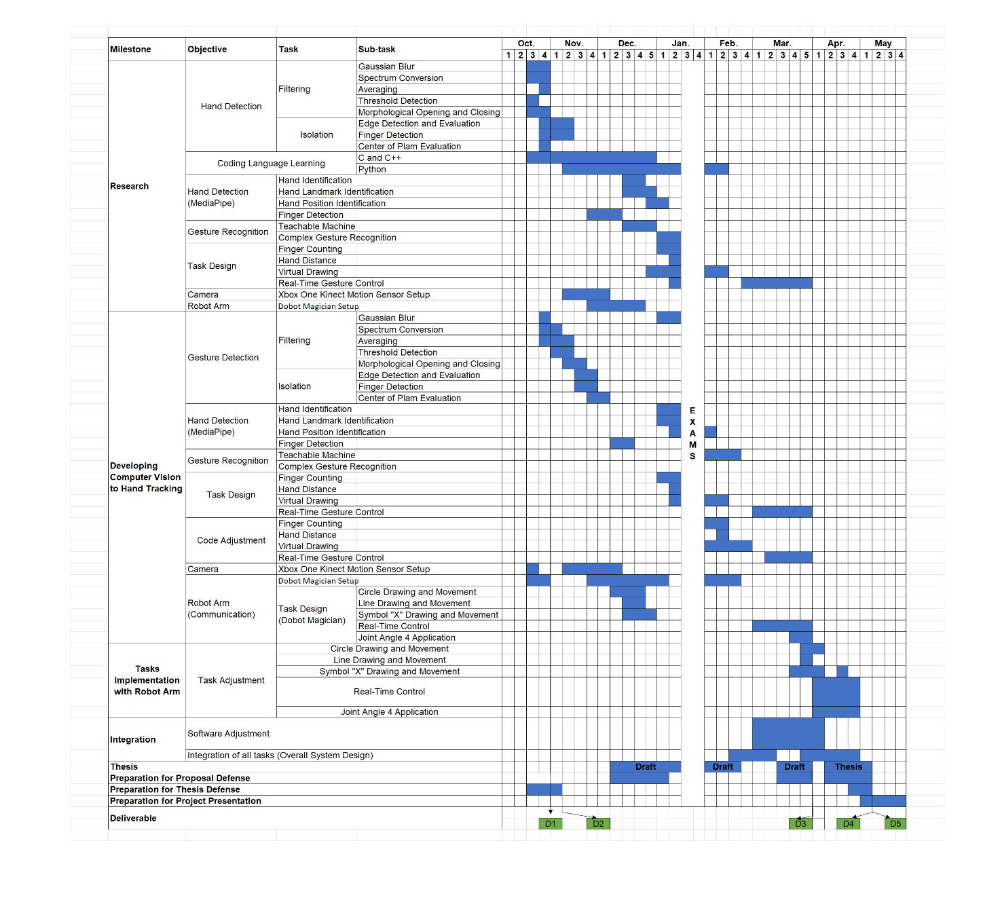 Milestone Objective Task Sub-task Oct. Nov. Dec. Jan. Feb. Mar. Apr. May
1 2 3 4 1 2 3 4 1 2 3 4 5 1 2 3 4 1 2 3 4 1 2 3 4 5 1 2 3 4 1 2 3 4
Research
Hand Detection
Filtering
Gaussian Blur
Spectrum Conversion
Averaging
Threshold Detection
Morphological Opening and Closing
Isolation
Edge Detection and Evaluation
Finger Detection
Center of Plam Evaluation
Coding Language Learning
C and C++
Python
Hand Detection
(MediaPipe)
Hand Identification
Hand Landmark Identification
Hand Position Identification
Finger Detection
Gesture Recognition
Teachable Machine
Complex Gesture Recognition
Task Design
Finger Counting
Hand Distance
Virtual Drawing
Real-Time Gesture Control
Camera Xbox One Kinect Motion Sensor Setup
Robot Arm Dobot Magician Setup
Developing
Computer Vision
to Hand Tracking
Gesture Detection
Filtering
Gaussian Blur
Spectrum Conversion
Averaging
Threshold Detection
Morphological Opening and Closing
Isolation
Edge Detection and Evaluation
Finger Detection
Center of Plam Evaluation
Hand Detection
(MediaPipe)
Hand Identification
Hand Landmark Identification
Hand Position Identification
Finger Detection
Gesture Recognition
Teachable Machine
Complex Gesture Recognition
Task Design
Finger Counting
Hand Distance
Virtual Drawing
Real-Time Gesture Control
Code Adjustment
Finger Counting
Hand Distance
Virtual Drawing
Real-Time Gesture Control
Camera Xbox One Kinect Motion Sensor Setup
Robot Arm
(Communication)
Dobot Magician Setup
Task Design
(Dobot Magician)
Circle Drawing and Movement
Line Drawing and Movement
Symbol "X" Drawing and Movement
Real-Time Control
Joint Angle 4 Application
E
X
A
M
S
Tasks
Implementation
with Robot Arm
Task Adjustment
Circle Drawing and Movement
Line Drawing and Movement
Symbol "X" Drawing and Movement
Real-Time Control
Joint Angle 4 Application
Integration
Software Adjustment
Integration of all tasks (Overall System Design)
Thesis Draft Draft Draft Thesis
Preparation for Proposal Defense
Preparation for Thesis Defense
Preparation for Project Presentation
Deliverable D1 D2 D3 D4 D5